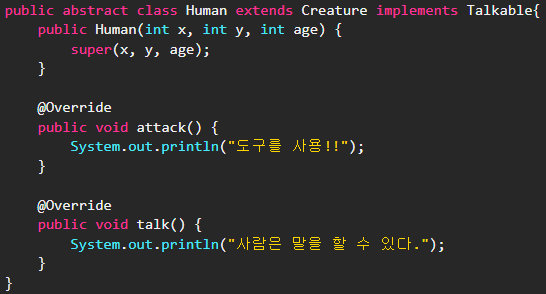 public abstract class Human extends Creature implements Talkable{
    public Human(int x, int y, int age) {
        super(x, y, age);
    }

    @Override
    public void attack() {
        System.out.println("도구를 사용!!");
    }

    @Override
    public void talk() {
        System.out.println("사람은 말을 할 수 있다.");
    }
}